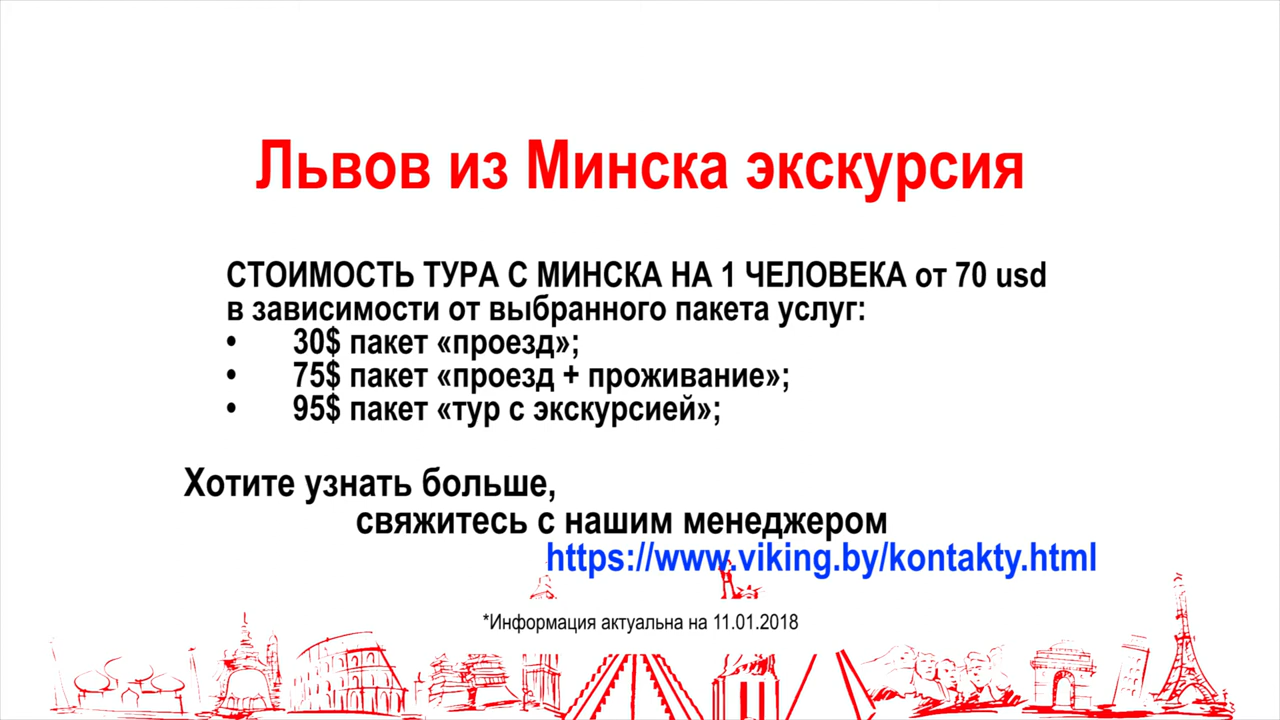 Львов из Минска экскурсия
СТОИМОСТЬ ТУРА С МИНСКА НА 1 ЧЕЛОВЕКА от 70 usd
в зависимости от выбранного пакета услуг:
• 30$ пакет «проезд»;
• 75$ пакет «проезд + проживание»;
• 95$ пакет «тур с экскурсией»;
Хотите узнать больше,
свяжитесь с нашим менеджером
https://www.viking.by/kontakty.html
*Информация актуальна на 11.01.2018